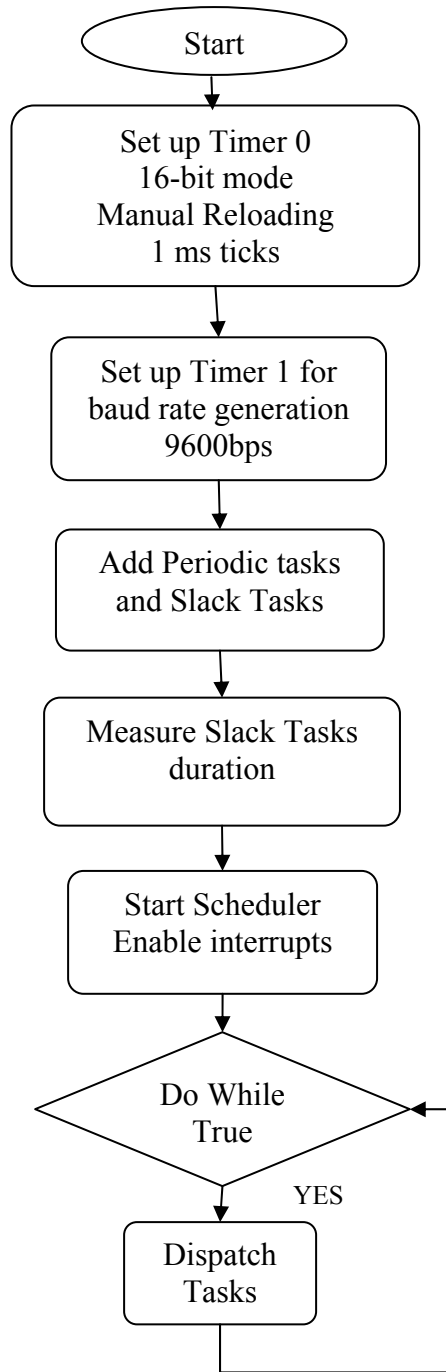 Start
Set up Timer 0
16-bit mode
Manual Reloading
1 ms ticks
Set up Timer 1 for
baud rate generation
9600bps
Add Periodic tasks
and Slack Tasks
Measure Slack Tasks
duration
Start Scheduler
Enable interrupts
Do While
True
YES
Dispatch
Tasks